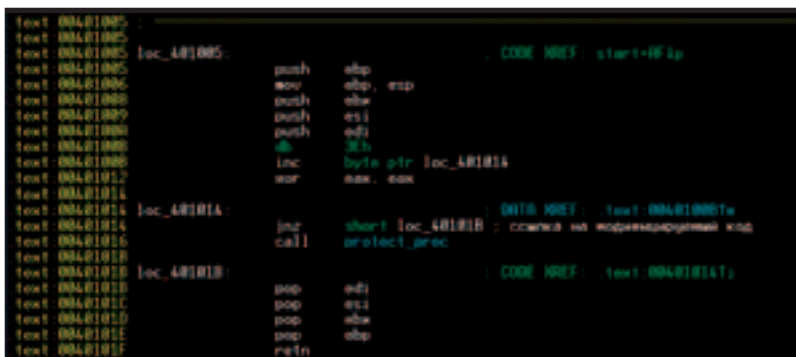 text:00401005 ; 
text:00401005
text:00401005 loc_401005: ; CODE XREF: start+8F↓p
text:00401005 push ebp
text:00401006 mov ebp, esp
text:00401008 push ebx
text:00401009 push esi
text:0040100A push edi
text:0040100B db 3Eh
text:0040100B inc byte ptr loc_401014
text:00401012 xor eax, eax
text:00401014
text:00401014 loc_401014: ; DATA XREF: .text:0040100B↑w
text:00401014 jnz short loc_40101B ; ссылка на модифицируемый код
text:00401016 call protect_proc
text:0040101B
text:0040101B loc_40101B: ; CODE XREF: .text:00401014↑j
text:0040101B pop edi
text:0040101C pop esi
text:0040101D pop ebx
text:0040101E pop ebp
text:0040101F retn